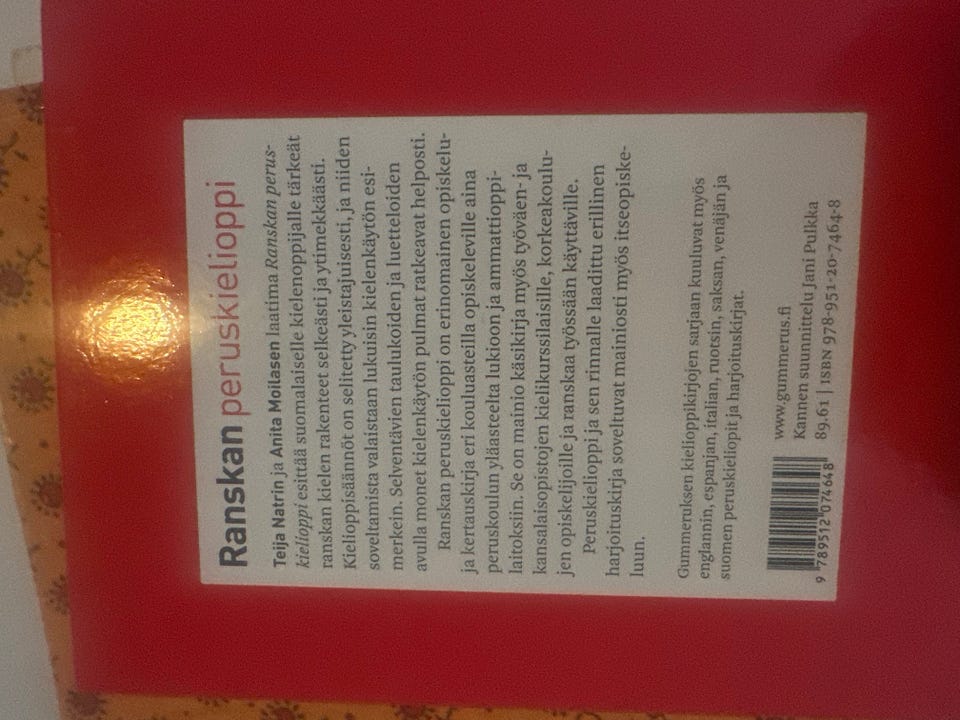 Ranskan peruskielioppi
Teija Natrin ja Anita Moilasen laatima Ranskan perus-
kielioppi esittää suomalaiselle kielenoppijalle tärkeät
ranskan kielen rakenteet selkeästi ja ytimekkäästi.
Kielioppisäännöt on selitetty yleistajuisesti, ja niiden
soveltamista valaistaan lukuisin kielenkäytön esi-
merkein. Selventävien taulukoiden ja luetteloiden
avulla monet kielenkäytön pulmat ratkeavat helposti.
Ranskan peruskielioppi on erinomainen opiskelu-
ja kertauskirja eri kouluasteilla opiskeleville aina
peruskoulun yläasteelta lukioon ja ammattioppi-
laitoksiin. Se on mainio käsikirja myös työväen- ja
kansalaisopistojen kielikurssilaisille, korkeakoulu-
jen opiskelijoille ja ranskaa työssään käyttäville.
Peruskielioppi ja sen rinnalle laadittu erillinen
harjoituskirja soveltuvat mainiosti myös itseopiske-
luun.
Gummeruksen kielioppikirjojen sarjaan kuuluvat myös
englannin, espanjan, italian, ruotsin, saksan, venäjän ja
suomen peruskieliopit ja harjoituskirjat.
www.gummerus.fi
Kannen suunnittelu Jani Pulkka
89.61 | ISBN 978-951-20-7464-8
9 789512 074648